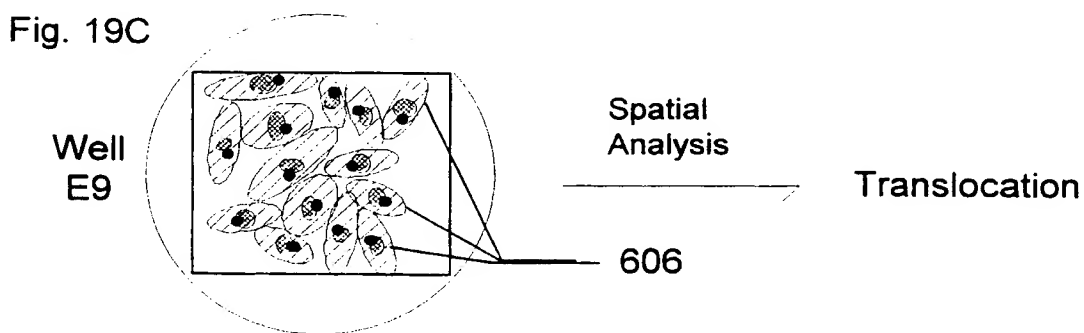 Fig. 19C
Well
E9
Spatial
Analysis
Translocation
606